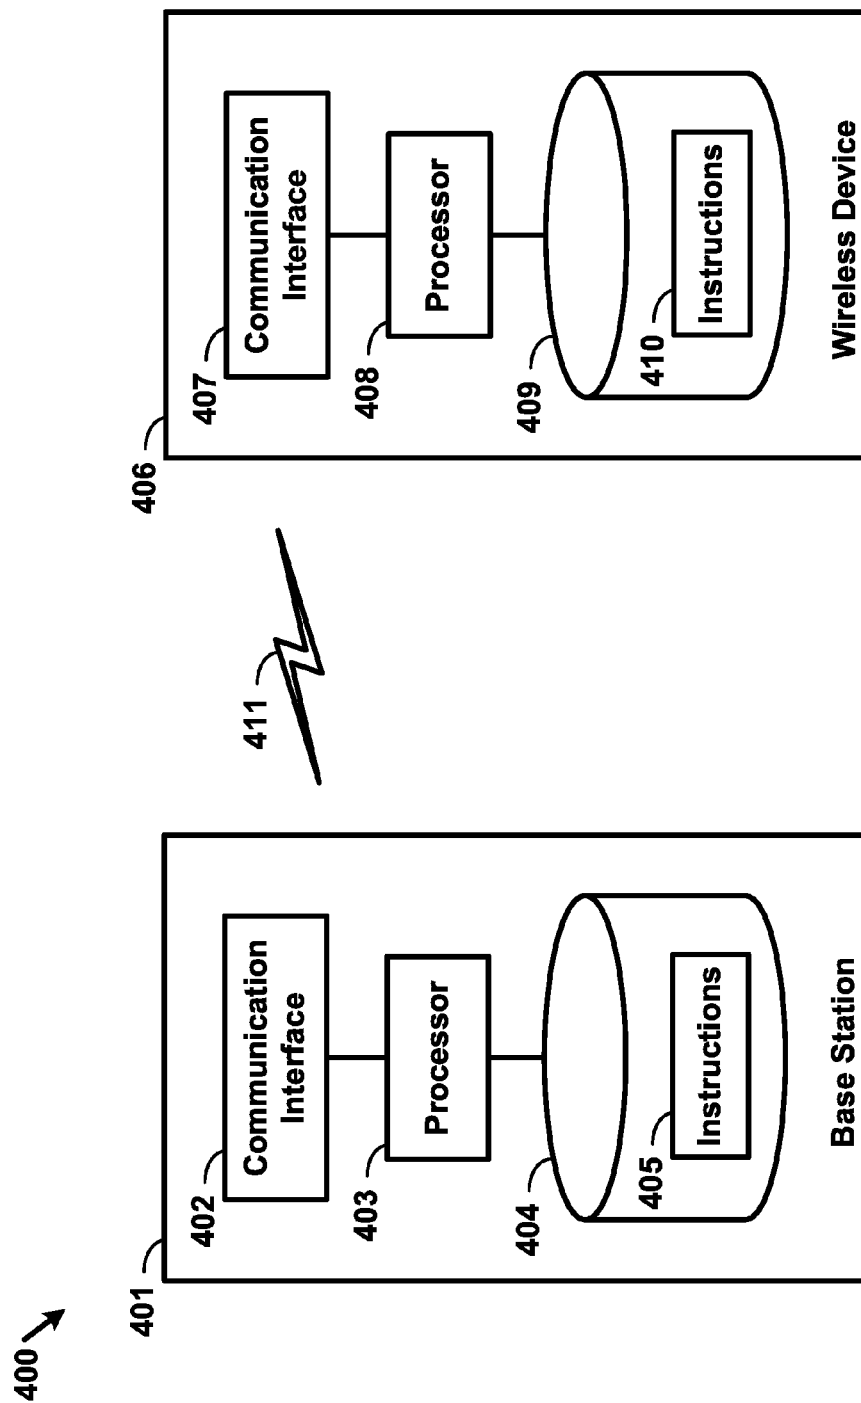 400
401
402
Communication
Interface
403
Processor
404
405
Instructions
Base Station
411
406
407
Communication
Interface
408
Processor
409
410
Instructions
Wireless Device